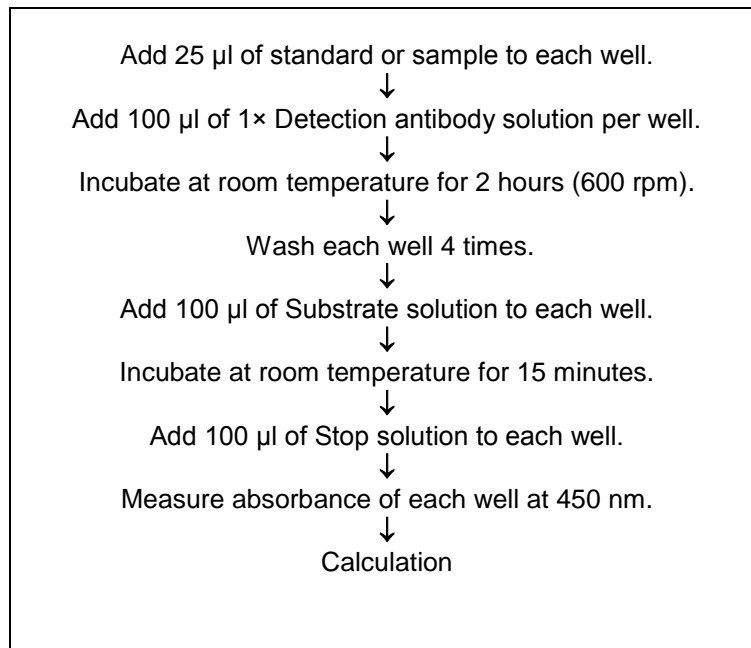 Add 25 µl of standard or sample to each well.
↓
Add 100 µl of 1× Detection antibody solution per well.
↓
Incubate at room temperature for 2 hours (600 rpm).
↓
Wash each well 4 times.
↓
Add 100 µl of Substrate solution to each well.
↓
Incubate at room temperature for 15 minutes.
↓
Add 100 µl of Stop solution to each well.
↓
Measure absorbance of each well at 450 nm.
↓
Calculation